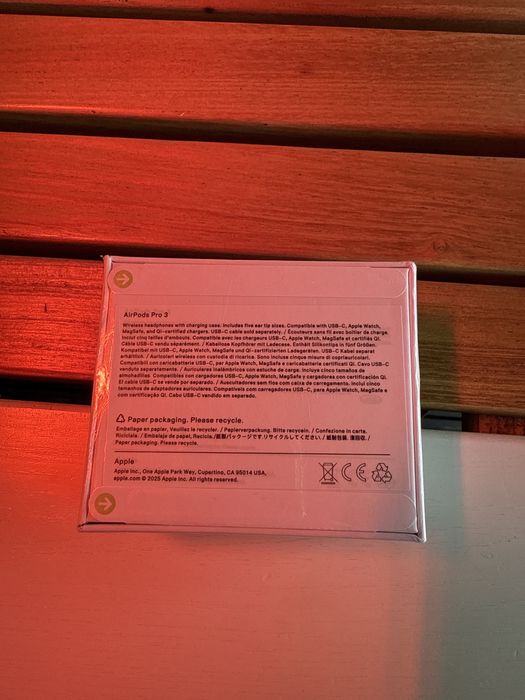 AirPods Pro 3
Wireless headphones with charging case. Includes five ear tip sizes. Compatible with USB-C, Apple Watch,
MagSafe, and Qi-certified chargers. USB-C cable sold separately. / Écouteurs sans fil avec boîtier de charge.
Inclut cinq tailles d'embouts. Compatible avec les chargeurs USB-C, Apple Watch, MagSafe et certifiés Qi.
Câble USB-C vendu séparément. / Kabellose Kopfhörer mit Ladecase. Enthält Silikontips in fünf Größen.
Kompatibel mit USB-C, Apple Watch, MagSafe und Qi-zertifizierten Ladegeräten. USB-C Kabel separat
erhältlich. / Auricolari wireless con custodia di ricarica. Sono incluse cinque misure di copriauricolari.
Compatibili con caricabatterie USB-C, per Apple Watch, MagSafe e caricabatteria certificati Qi. Cavo USB-C
venduto separatamente. / Auriculares inalámbricos con estuche de carga. Incluye cinco tamaños de
almohadillas. Compatibles con cargadores USB-C, Apple Watch, MagSafe y cargadores con certificación Qi.
El cable USB-C se vende por separado. / Auscultadores sem fios com caixa de carregamento. Inclui cinco
tamanhos de adaptadores auriculares. Compatíveis com carregadores USB-C, para Apple Watch, MagSafe e
com certificação Qi. Cabo USB-C vendido em separado.
Paper packaging. Please recycle.
Emballage en papier, Veuillez le recycler. / Papierverpackung. Bitte recyceln. / Confezione in carta.
Riciclala. / Embalaje de papel, Recíclalo. /紙製パッケージです。リサイクルしてください。/ 紙制包装, 请回收. /
Paper packaging. Please recycle.
Apple
Apple Inc., One Apple Park Way, Cupertino, CA 95014 USA,
apple.com © 2025 Apple Inc. All rights reserved.
CE